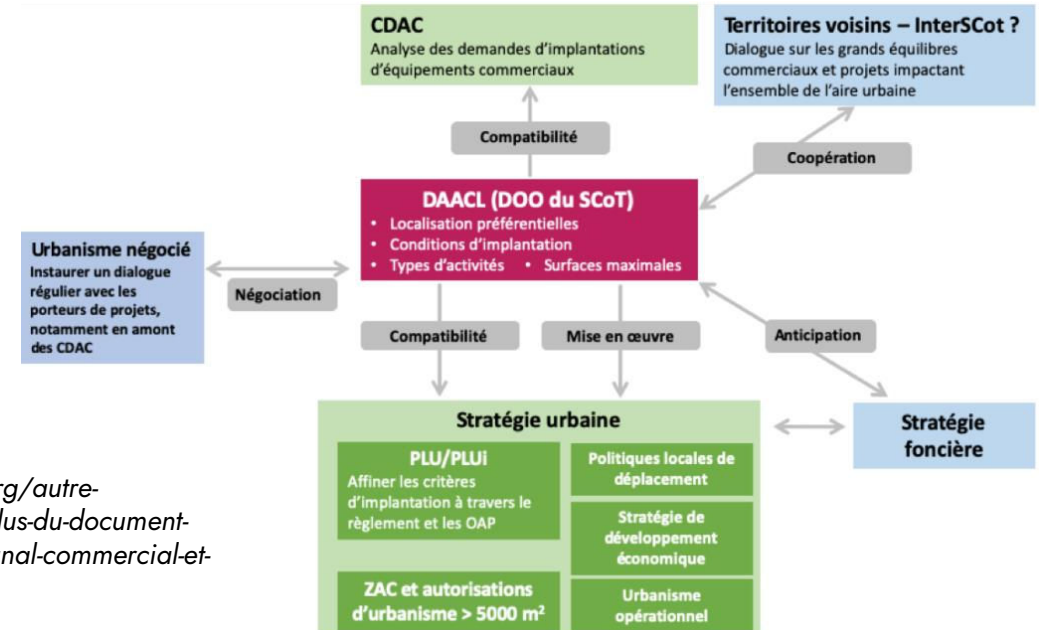 CDAC
Analyse des demandes d'implantations
d'équipements commerciaux
Territoires voisins – InterSCot ?
Dialogue sur les grands équilibres
commerciaux et projets impactant
l'ensemble de l'aire urbaine
Compatibilité
Coopération
DAACL (DOO du SCoT)
• Localisation préférentielles
• Conditions d'implantation
• Types d'activités • Surfaces maximales
Urbanisme négocié
Instaurer un dialogue
régulier avec les
porteurs de projets,
notamment en amont
des CDAC
Négociation
Compatibilité
Mise en œuvre
Anticipation
Stratégie urbaine
PLU/PLUi
Affiner les critères
d'implantation à travers le
règlement et les OAP
ZAC et autorisations
d'urbanisme > 5000 m²
Politiques locales de
déplacement
Stratégie de
développement
économique
Urbanisme
opérationnel
Stratégie
foncière
rg/autre-
lus-du-document-
nal-commercial-et-